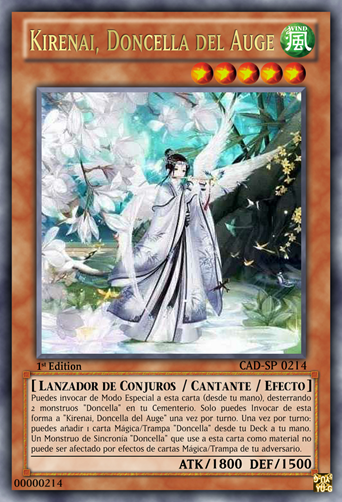 Kirenai, Doncella del Auge
WIND
風
1st Edition
CAD-SP 0214
[ Lanzador de Conjuros / Cantante / Efecto ]
Puedes invocar de Modo Especial a esta carta (desde tu mano), desterrando
2 monstruos "Doncella" en tu Cementerio. Solo puedes Invocar de esta
forma a "Kirenai, Doncella del Auge" una vez por turno. Una vez por turno:
puedes añadir 1 carta Mágica/Trampa "Doncella" desde tu Deck a tu mano.
Un Monstruo de Sincronía "Doncella" que use a esta carta como material no
puede ser afectado por efectos de cartas Mágica/Trampa de tu adversario.
ATK/1800 DEF/1500
00000214